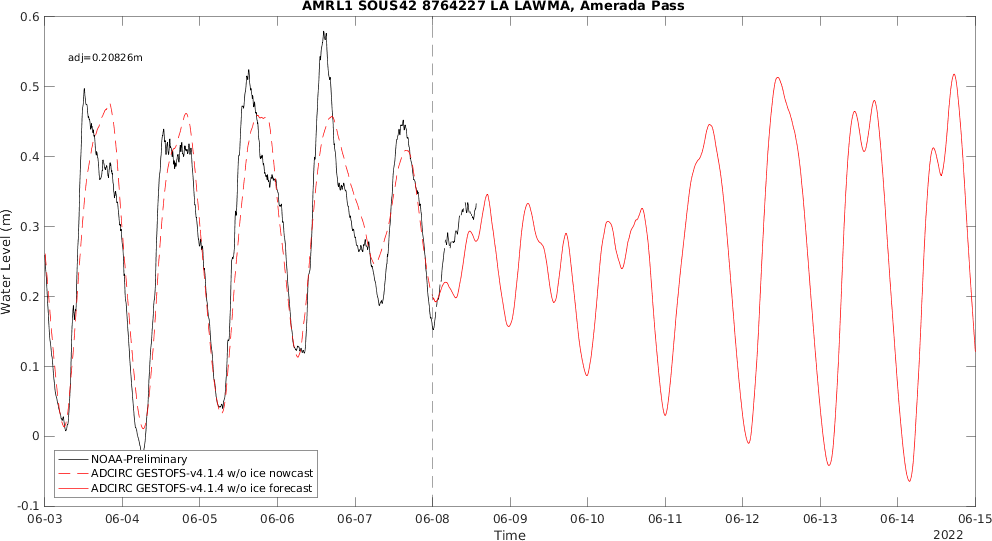 AMRL1 SOUS42 8764227 LA LAWMA, Amerada Pass
adj=0.20826m
Water Level (m)
0.6
0.5
0.4
0.3
0.2
0.1
0
-0.1
NOAA-Preliminary
ADCIRC GESTOFS-v4.1.4 w/o ice nowcast
ADCIRC GESTOFS-v4.1.4 w/o ice forecast
06-03 06-04 06-05 06-06 06-07 06-08 06-09 06-10 06-11 06-12 06-13 06-14 06-15
Time
2022